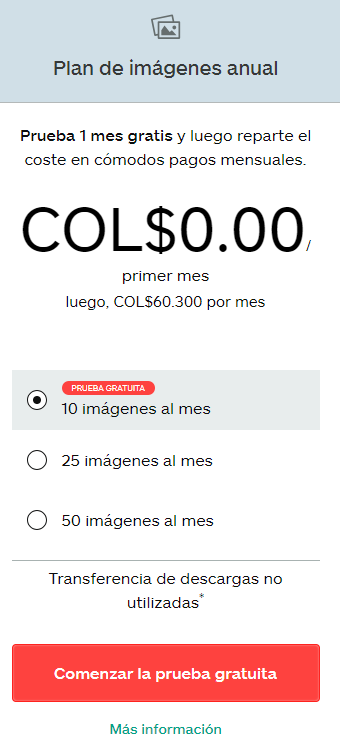 Plan de imágenes anual
Prueba 1 mes gratis y luego reparte el
coste en cómodos pagos mensuales.
COL$0.00/
primer mes
luego, COL$60.300 por mes
PRUEBA GRATUITA
10 imágenes al mes
25 imágenes al mes
50 imágenes al mes
Transferencia de descargas no
utilizadas*
Comenzar la prueba gratuita
Más información